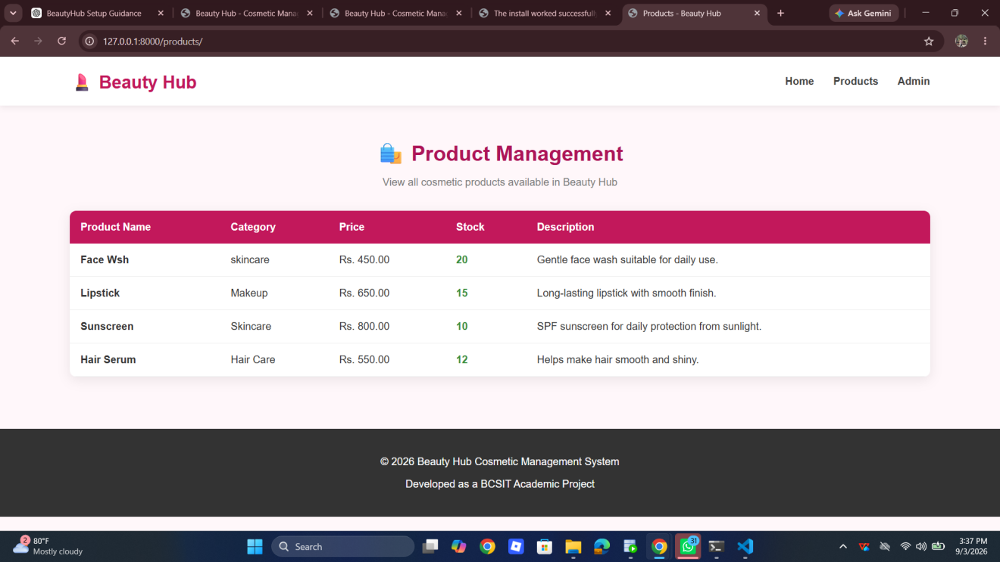 BeautyHub Setup Guidance
Beauty Hub - Cosmetic Mana
Beauty Hub - Cosmetic Mana
The install worked successfull
Products - Beauty Hub
Ask Gemini
127.0.0.1:8000/products/
Beauty Hub
Home Products Admin
Product Management
View all cosmetic products available in Beauty Hub
Product Name Category Price Stock Description
Face Wsh skincare Rs. 450.00 20 Gentle face wash suitable for daily use.
Lipstick Makeup Rs. 650.00 15 Long-lasting lipstick with smooth finish.
Sunscreen Skincare Rs. 800.00 10 SPF sunscreen for daily protection from sunlight.
Hair Serum Hair Care Rs. 550.00 12 Helps make hair smooth and shiny.
© 2026 Beauty Hub Cosmetic Management System
Developed as a BCSIT Academic Project
2
80°F
Mostly cloudy
Search
31
3:37 PM
9/3/2026